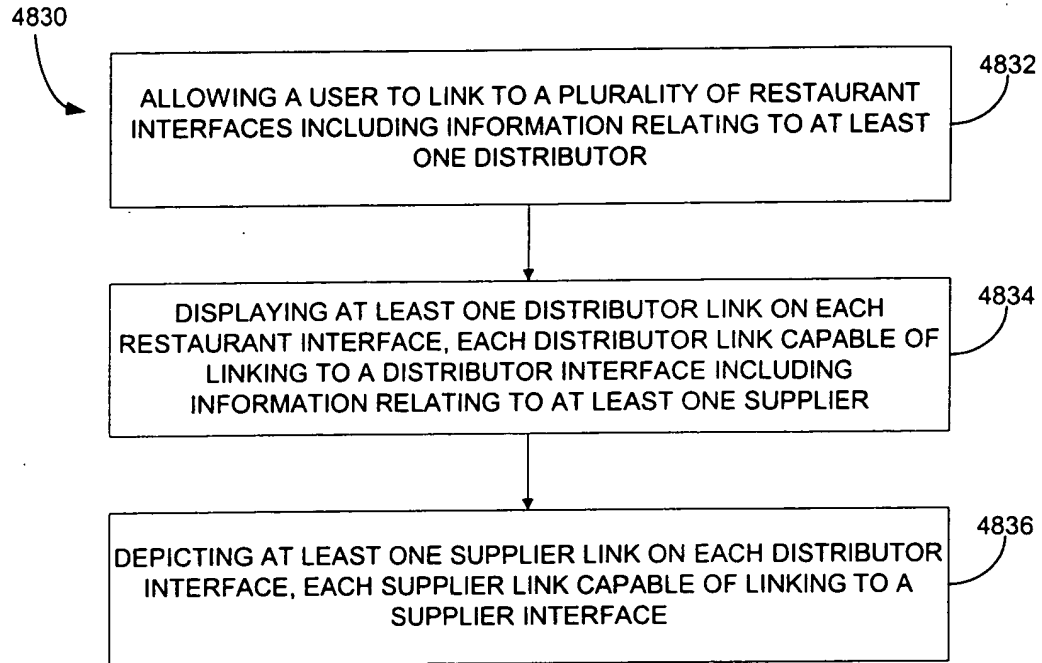 4830
4832
ALLOWING A USER TO LINK TO A PLURALITY OF RESTAURANT
INTERFACES INCLUDING INFORMATION RELATING TO AT LEAST
ONE DISTRIBUTOR
4834
DISPLAYING AT LEAST ONE DISTRIBUTOR LINK ON EACH
RESTAURANT INTERFACE, EACH DISTRIBUTOR LINK CAPABLE OF
LINKING TO A DISTRIBUTOR INTERFACE INCLUDING
INFORMATION RELATING TO AT LEAST ONE SUPPLIER
4836
DEPICTING AT LEAST ONE SUPPLIER LINK ON EACH DISTRIBUTOR
INTERFACE, EACH SUPPLIER LINK CAPABLE OF LINKING TO A
SUPPLIER INTERFACE